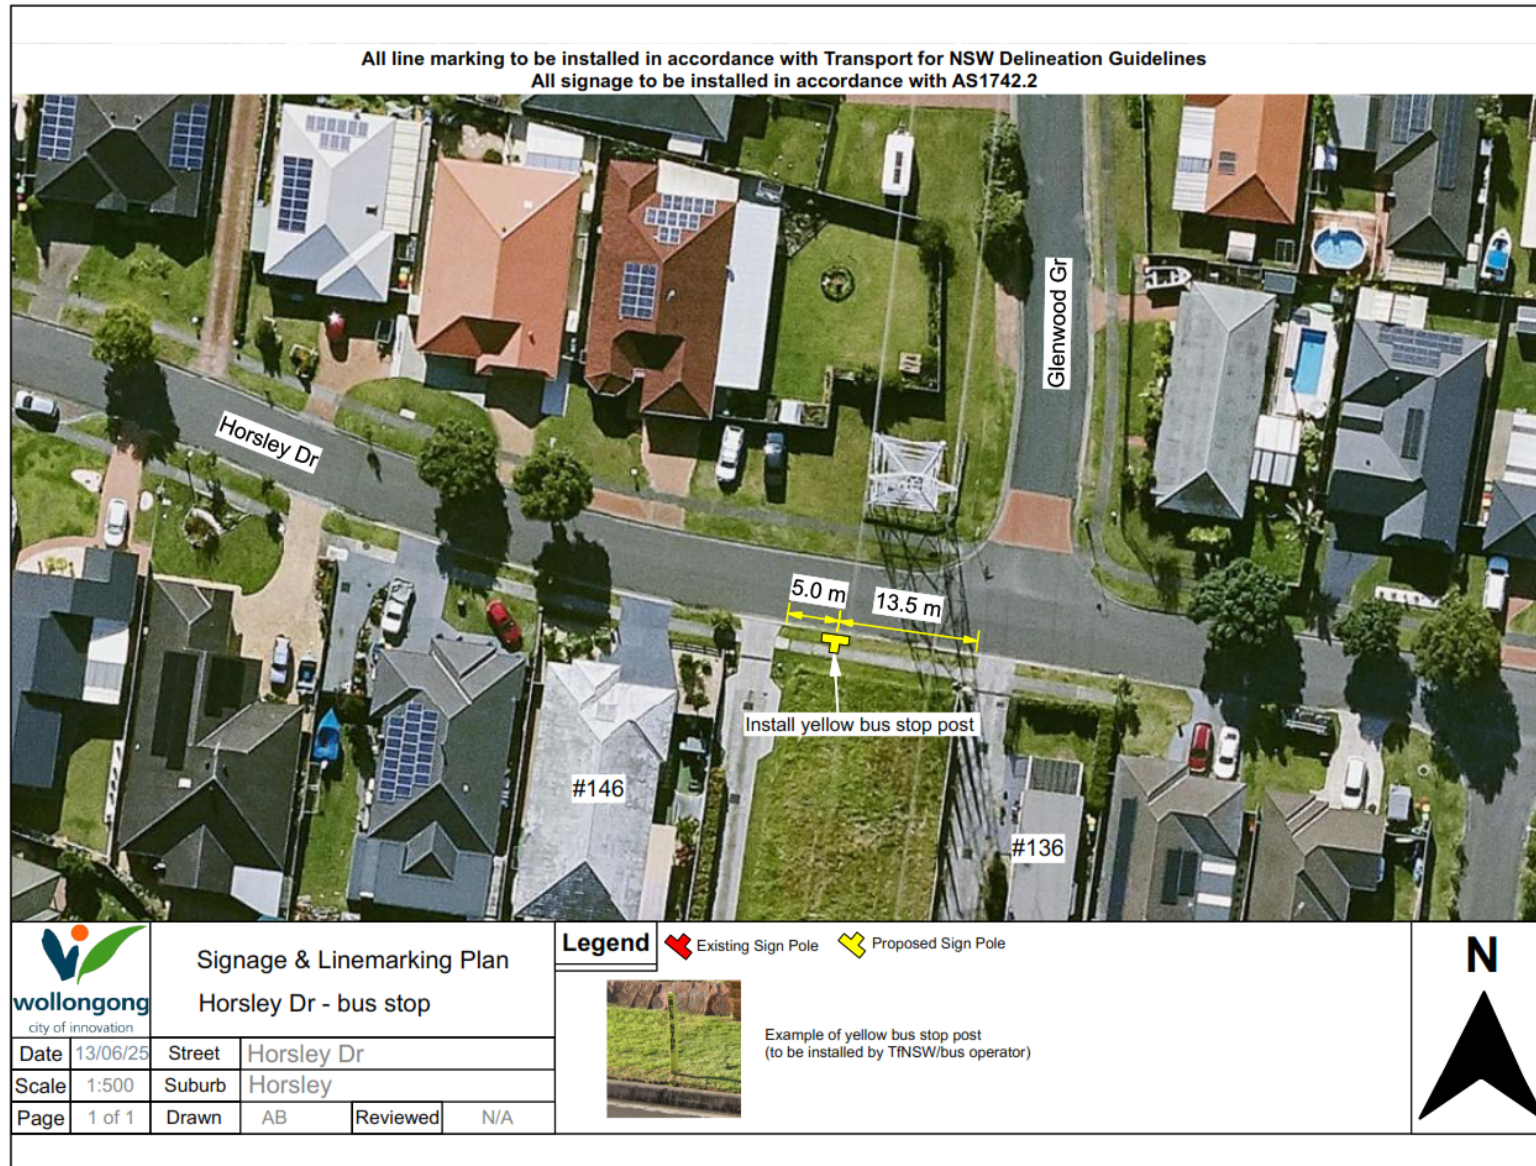 All line marking to be installed in accordance with Transport for NSW Delineation Guidelines
All signage to be installed in accordance with AS1742.2
Glenwood Gr
Horsley Dr
5.0 m
13.5 m
Install yellow bus stop post
#146
#136
wollongong
city of innovation
Signage & Linemarking Plan
Horsley Dr - bus stop
Date 13/06/25 Street Horsley Dr
Scale 1:500 Suburb Horsley
Page 1 of 1 Drawn AB Reviewed N/A
Legend
Existing Sign Pole
Proposed Sign Pole
Example of yellow bus stop post
(to be installed by TfNSW/bus operator)
N